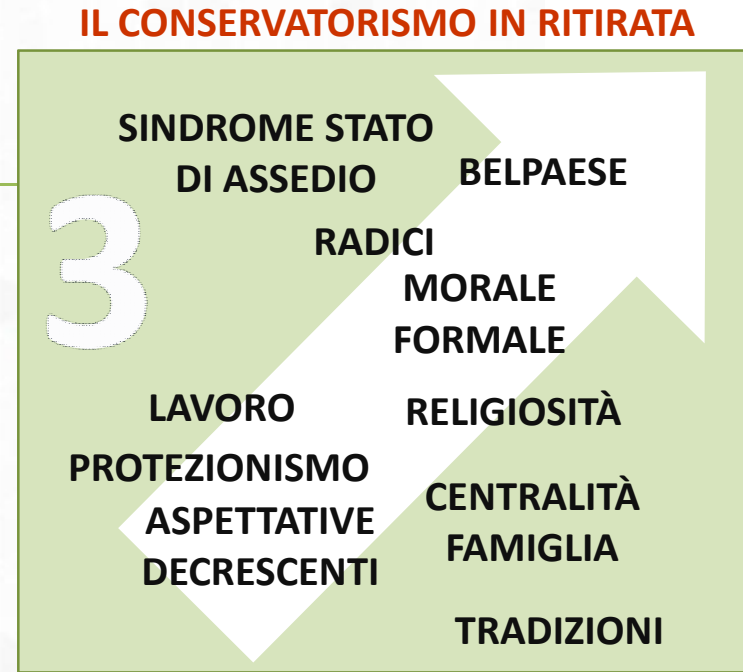 IL CONSERVATORISMO IN RITIRATA
SINDROME STATO
DI ASSEDIO
BELPAESE
3
RADICI
MORALE
FORMALE
LAVORO
RELIGIOSITÀ
PROTEZIONISMO
ASPETTATIVE
DECRESCENTI
CENTRALITÀ
FAMIGLIA
TRADIZIONI